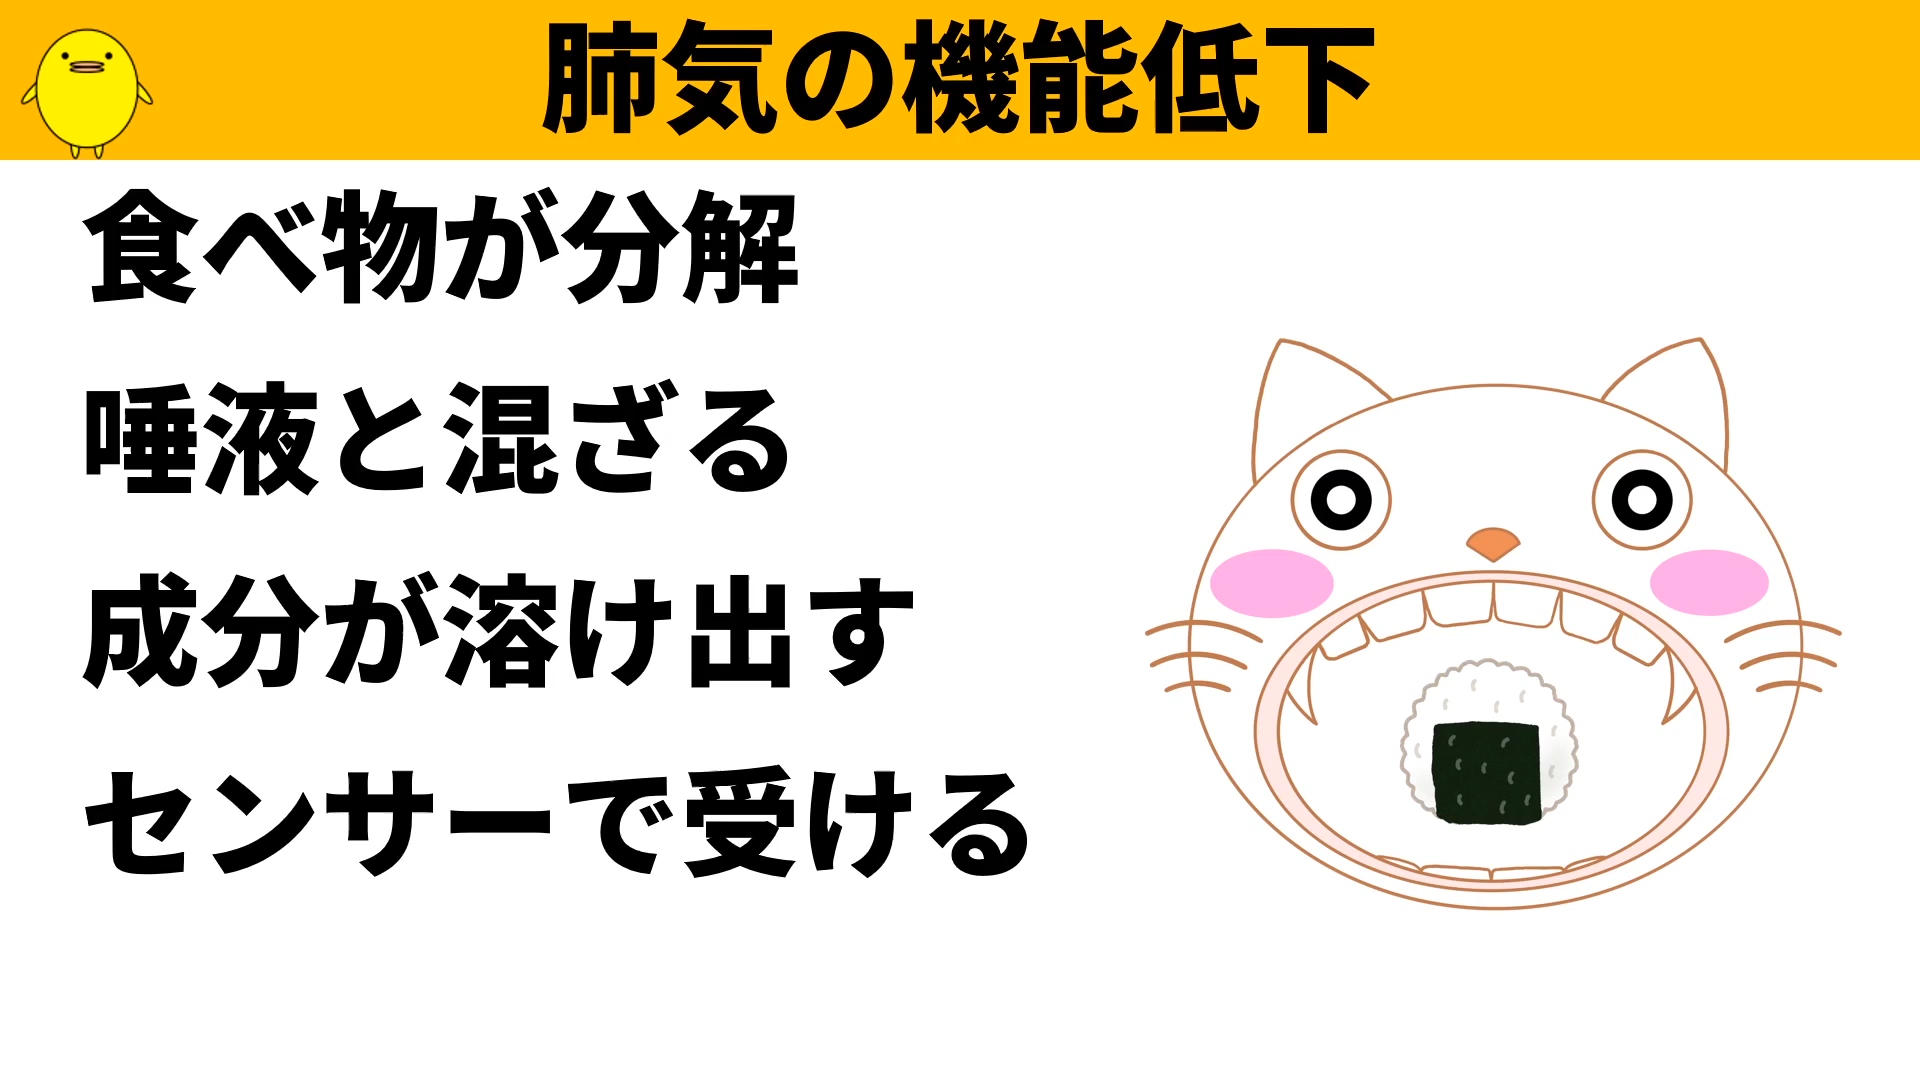 肺気の機能低下
食べ物が分解
唾液と混ざる
成分が溶け出す
センサーで受ける